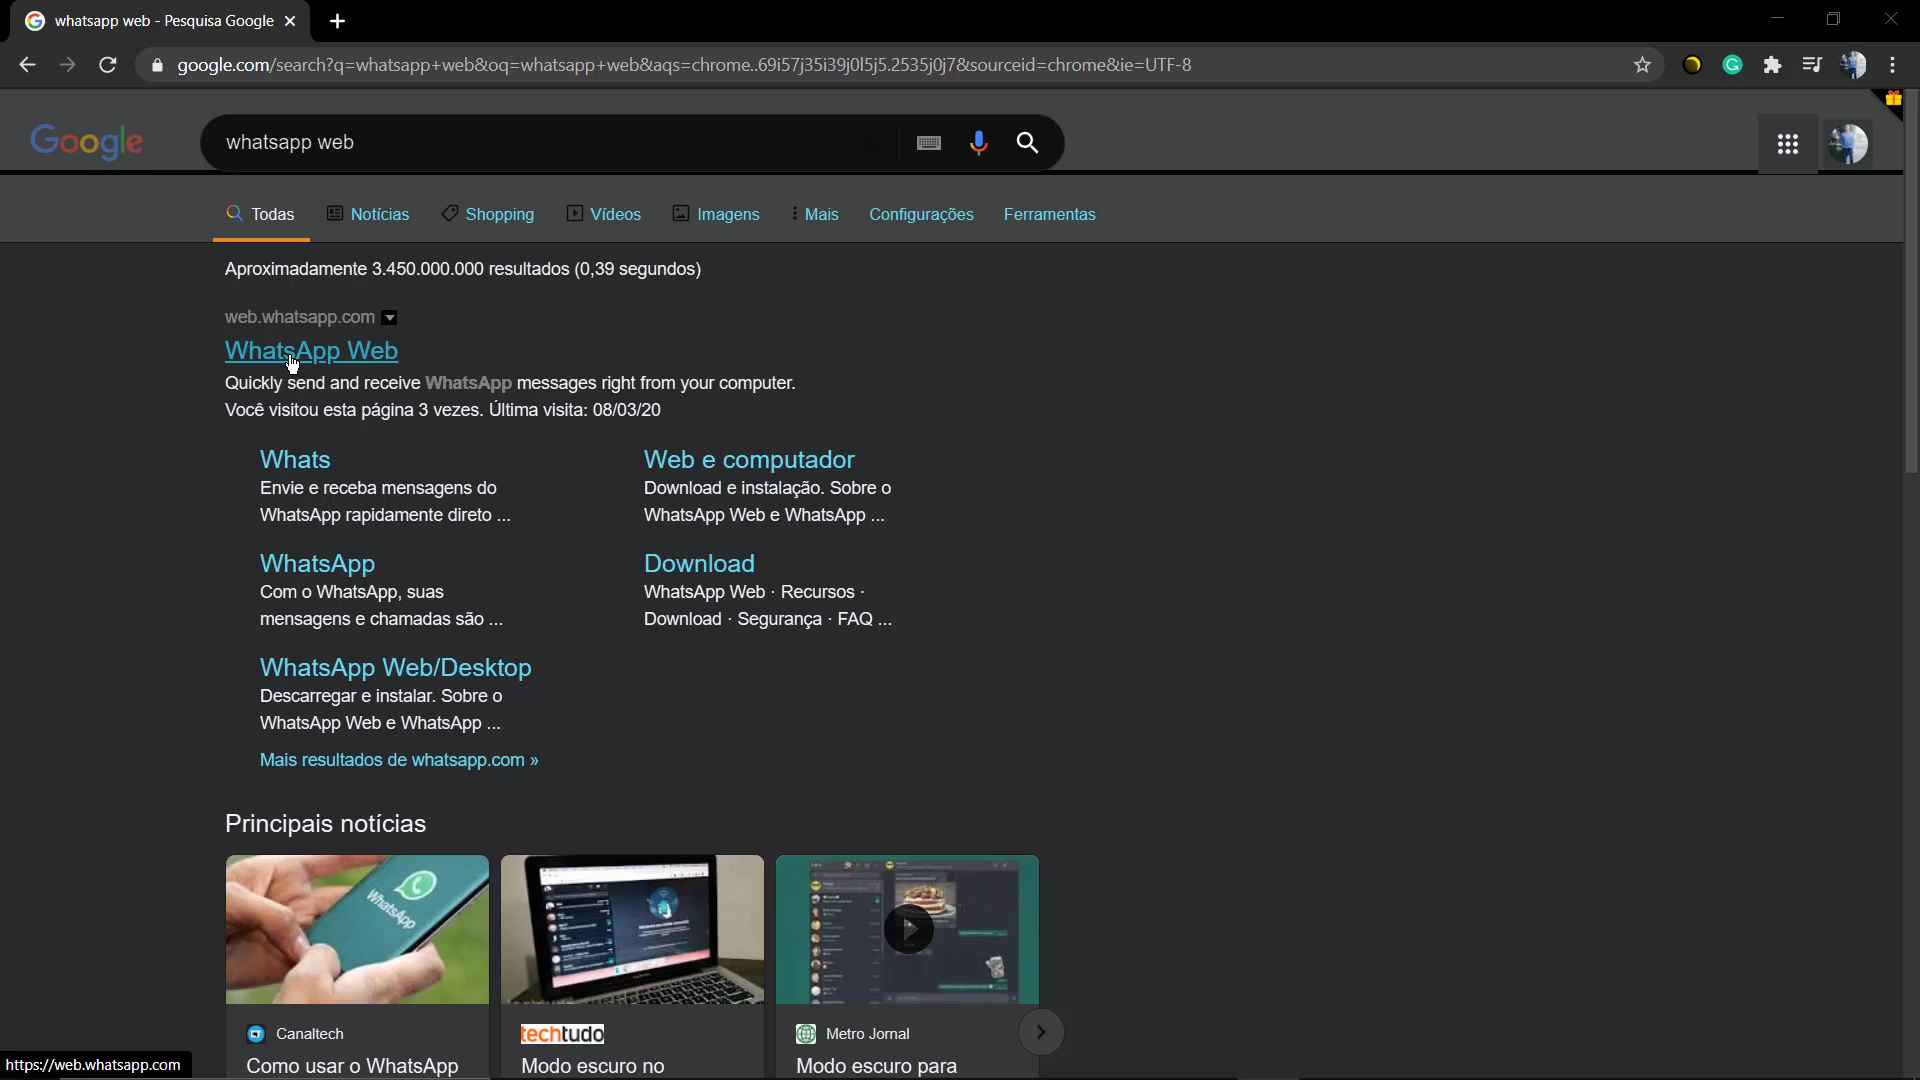 whatsapp web - Pesquisa Google
google.com/search?q=whatsapp+web&oq=whatsapp+web&aqs=chrome..69i57j35i39j0l5j5.2535j0j7&sourceid=chrome&ie=UTF-8
Google
whatsapp web
Todas Notícias Shopping Vídeos Imagens Mais Configurações Ferramentas
Aproximadamente 3.450.000.000 resultados (0,39 segundos)
web.whatsapp.com
WhatsApp Web
Quickly send and receive WhatsApp messages right from your computer.
Você visitou esta página 3 vezes. Última visita: 08/03/20
Whats
Envie e receba mensagens do
WhatsApp rapidamente direto ...
Web e computador
Download e instalação. Sobre o
WhatsApp Web e WhatsApp ...
WhatsApp
Com o WhatsApp, suas
mensagens e chamadas são ...
Download
WhatsApp Web · Recursos ·
Download · Segurança · FAQ ...
WhatsApp Web/Desktop
Descarregar e instalar. Sobre o
WhatsApp Web e WhatsApp ...
Mais resultados de whatsapp.com »
Principais notícias
WhatsApp
Canaltech
Como usar o WhatsApp
techtudo
Modo escuro no
Metro Jornal
Modo escuro para
https://web.whatsapp.com